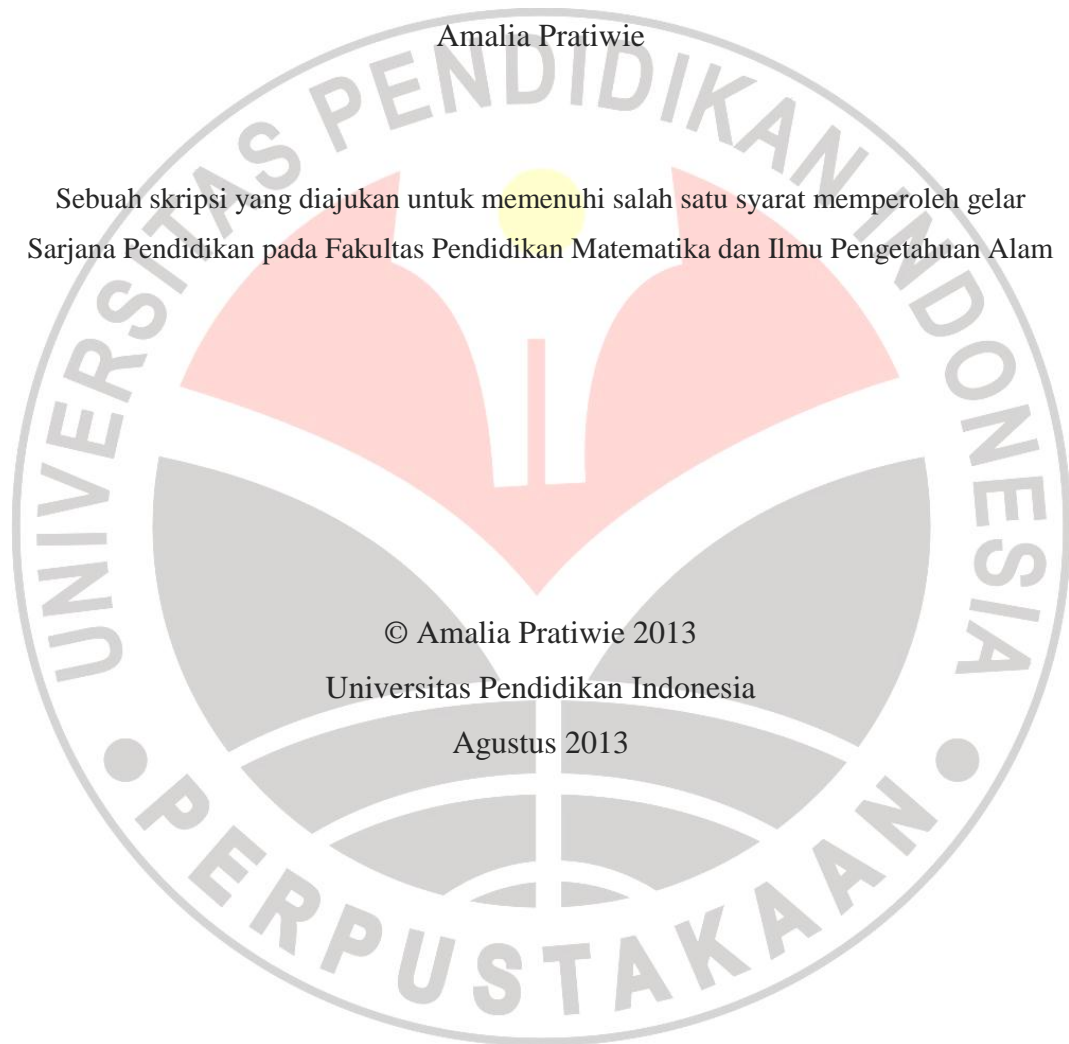 Amalia Pratiwie
Sebuah skripsi yang diajukan untuk memenuhi salah satu syarat memperoleh gelar
Sarjana Pendidikan pada Fakultas Pendidikan Matematika dan Ilmu Pengetahuan Alam
© Amalia Pratiwie 2013
Universitas Pendidikan Indonesia
Agustus 2013
UNIVERSITAS PENDIDIKAN INDONESIA
PERPUSTAKAAN